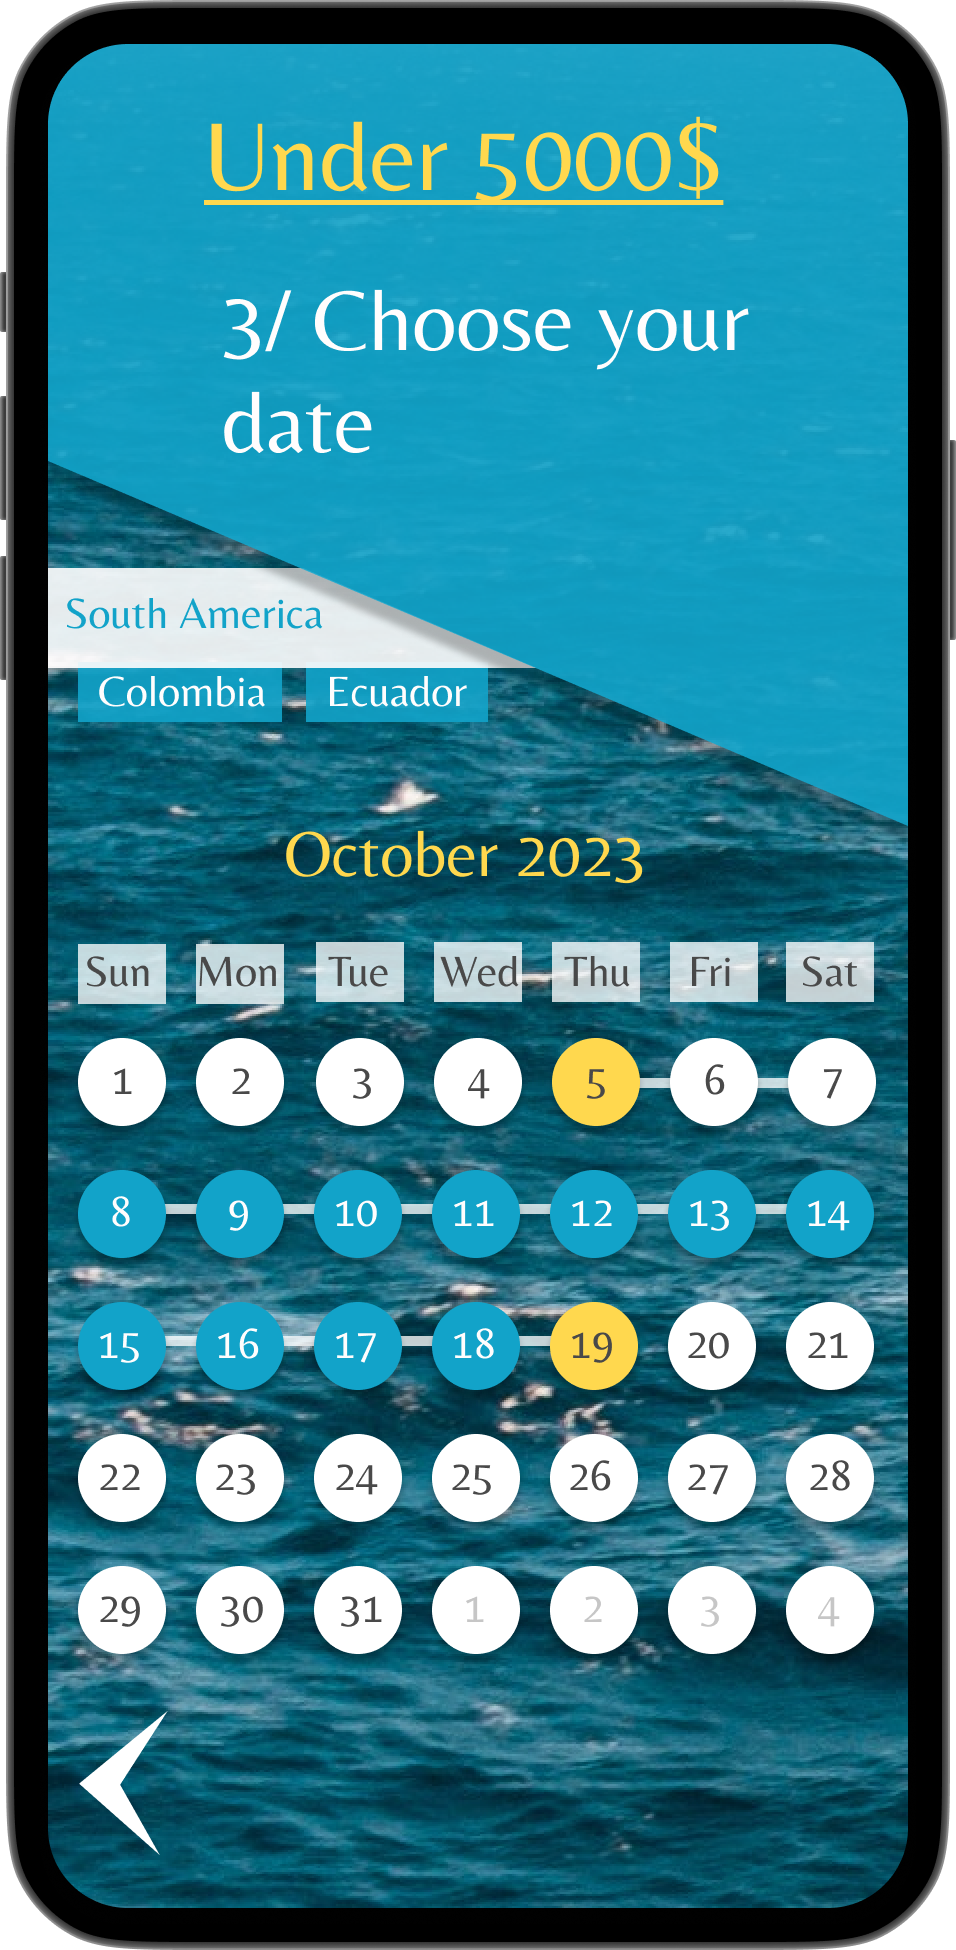 Under 5000$
3/ Choose your
date
South America
Colombia Ecuador
October 2023
Sun Mon Tue Wed Thu Fri Sat
1 2 3 4 5 6 7
8 9 10 11 12 13 14
15 16 17 18 19 20 21
22 23 24 25 26 27 28
29 30 31 1 2 3 4